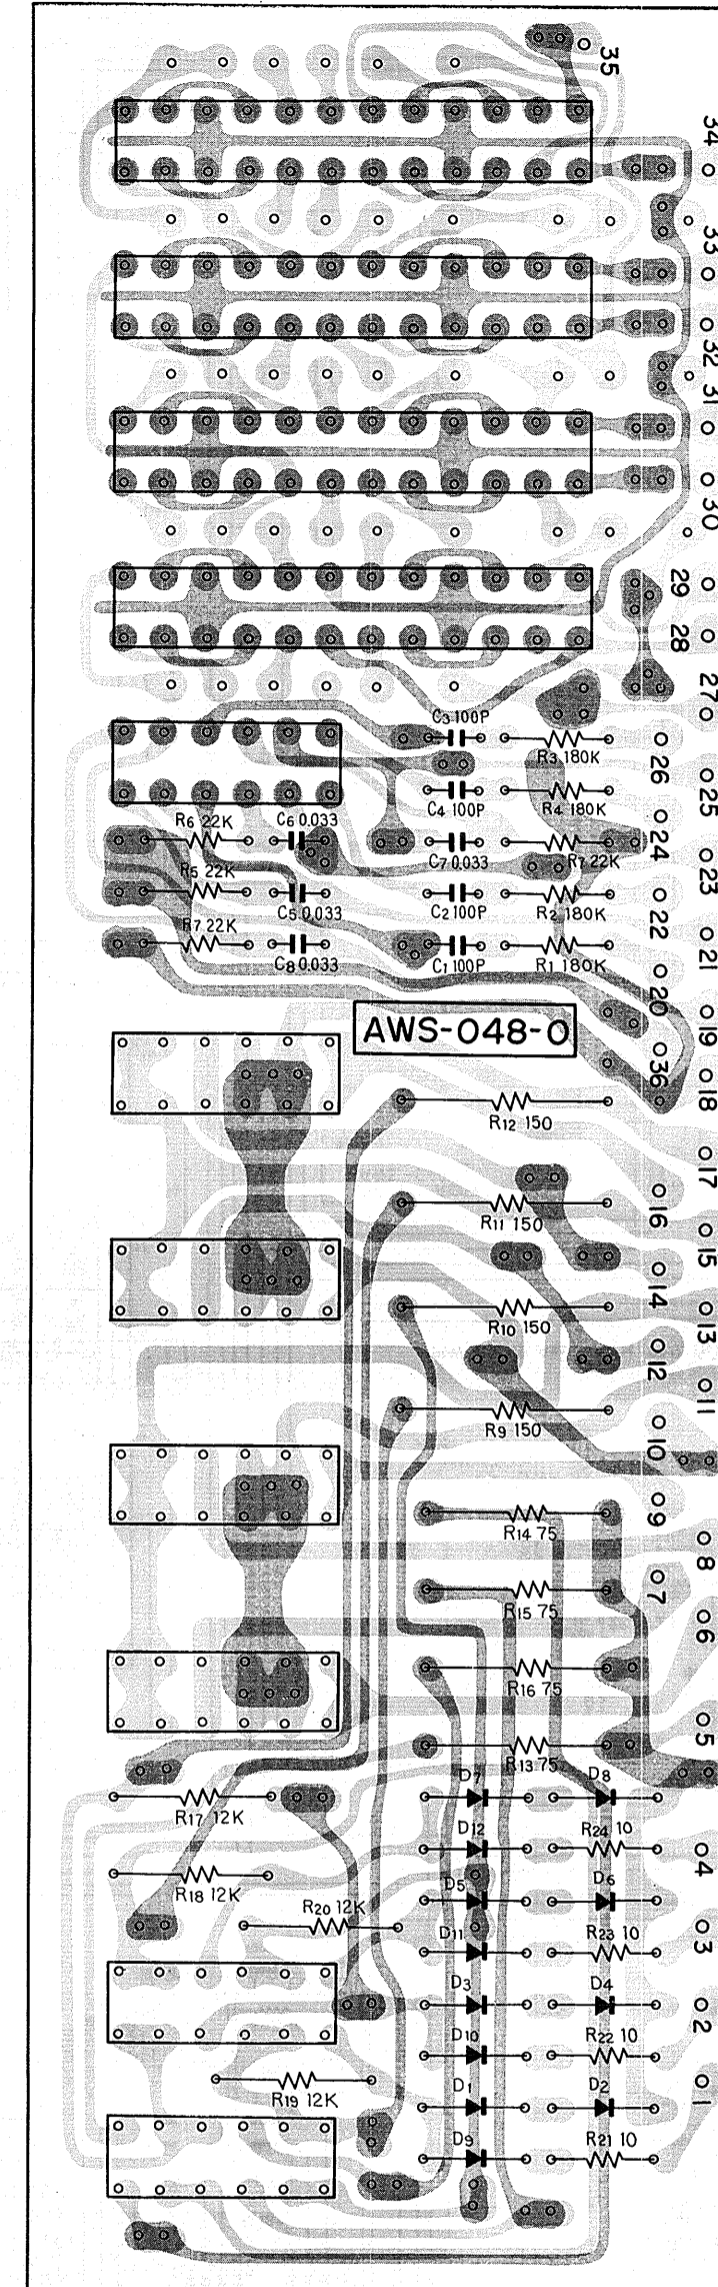 35
34
33
32
31
30
29
28
27
C3 100P
R3 180K
26
25
C4 100P
R4 180K
R6 22K
C6 0.033
C7 0.033
R7 22K
24
23
R5 22K
C5 0.033
C2 100P
R2 180K
22
21
R7 22K
C8 0.033
C1 100P
R1 180K
20
19
AWS-048-0
36
18
R12 150
17
16
R11 150
15
14
R10 150
13
12
11
R9 150
10
9
R14 75
8
7
R15 75
6
R16 75
5
R13 75
D7
D8
R17 12K
D12
R24 10
4
R18 12K
D5
D6
R20 12K
D11
R23 10
3
D3
D4
2
D10
R22 10
R19 12K
D1
D2
1
D9
R21 10